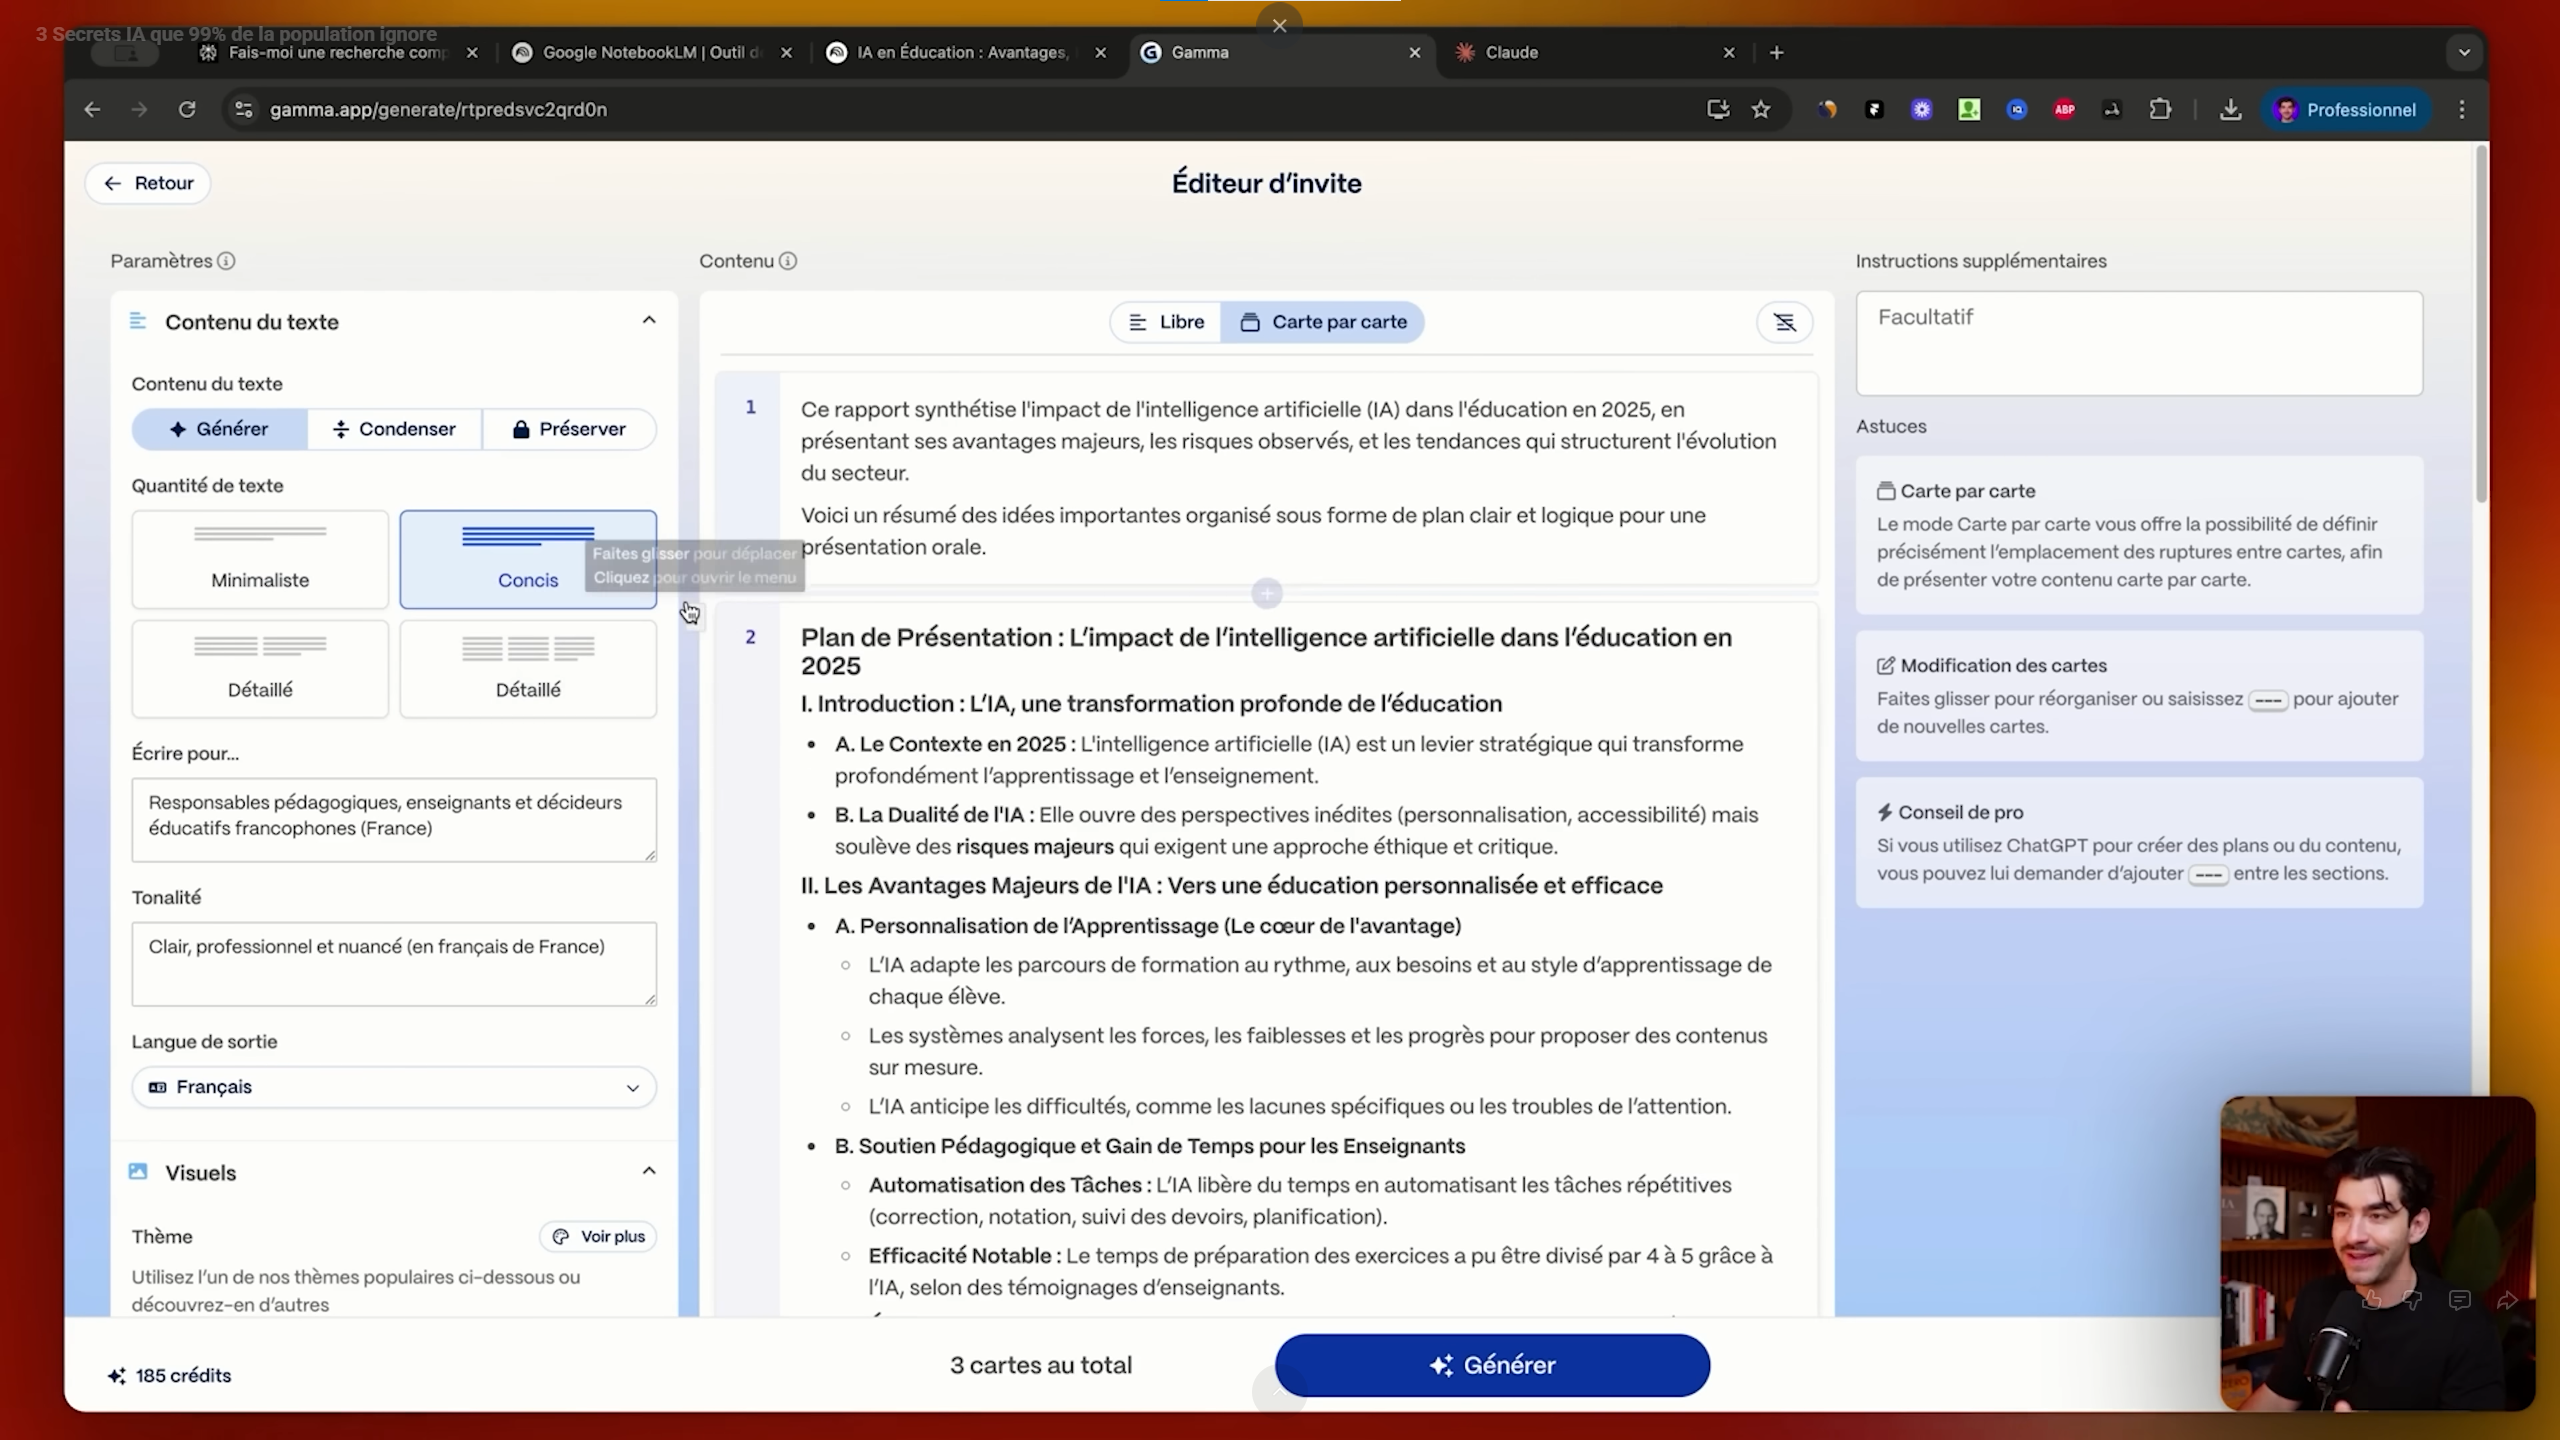 3 Secrets IA que 99% de la population ignore
Fais-moi une recherche comp
Google NotebookLM | Outil d
IA en Éducation : Avantages,
Gamma
Claude
gamma.app/generate/rtpredsvc2qrd0n
ABP
Professionnel
Retour
Éditeur d’invite
Paramètres
Contenu du texte
Contenu du texte
Générer
Condenser
Préserver
Quantité de texte
Minimaliste
Concis
Faites glisser pour déplacer
Cliquez pour ouvrir le menu
Détaillé
Détaillé
Écrire pour...
Responsables pédagogiques, enseignants et décideurs
éducatifs francophones (France)
Tonalité
Clair, professionnel et nuancé (en français de France)
Langue de sortie
Français
Visuels
Thème
Voir plus
Utilisez l’un de nos thèmes populaires ci-dessous ou
découvrez-en d’autres
Contenu
Libre
Carte par carte
1
Ce rapport synthétise l'impact de l'intelligence artificielle (IA) dans l'éducation en 2025, en
présentant ses avantages majeurs, les risques observés, et les tendances qui structurent l'évolution
du secteur.
Voici un résumé des idées importantes organisé sous forme de plan clair et logique pour une
présentation orale.
2
Plan de Présentation : L’impact de l’intelligence artificielle dans l’éducation en
2025
I. Introduction : L’IA, une transformation profonde de l’éducation
• A. Le Contexte en 2025 : L'intelligence artificielle (IA) est un levier stratégique qui transforme
profondément l’apprentissage et l’enseignement.
• B. La Dualité de l'IA : Elle ouvre des perspectives inédites (personnalisation, accessibilité) mais
soulève des risques majeurs qui exigent une approche éthique et critique.
II. Les Avantages Majeurs de l'IA : Vers une éducation personnalisée et efficace
• A. Personnalisation de l’Apprentissage (Le cœur de l'avantage)
○ L’IA adapte les parcours de formation au rythme, aux besoins et au style d’apprentissage de
chaque élève.
○ Les systèmes analysent les forces, les faiblesses et les progrès pour proposer des contenus
sur mesure.
○ L’IA anticipe les difficultés, comme les lacunes spécifiques ou les troubles de l’attention.
• B. Soutien Pédagogique et Gain de Temps pour les Enseignants
○ Automatisation des Tâches : L’IA libère du temps en automatisant les tâches répétitives
(correction, notation, suivi des devoirs, planification).
○ Efficacité Notable : Le temps de préparation des exercices a pu être divisé par 4 à 5 grâce à
l’IA, selon des témoignages d’enseignants.
Instructions supplémentaires
Facultatif
Astuces
Carte par carte
Le mode Carte par carte vous offre la possibilité de définir
précisément l’emplacement des ruptures entre cartes, afin
de présenter votre contenu carte par carte.
Modification des cartes
Faites glisser pour réorganiser ou saisissez --- pour ajouter
de nouvelles cartes.
Conseil de pro
Si vous utilisez ChatGPT pour créer des plans ou du contenu,
vous pouvez lui demander d’ajouter --- entre les sections.
185 crédits
3 cartes au total
Générer